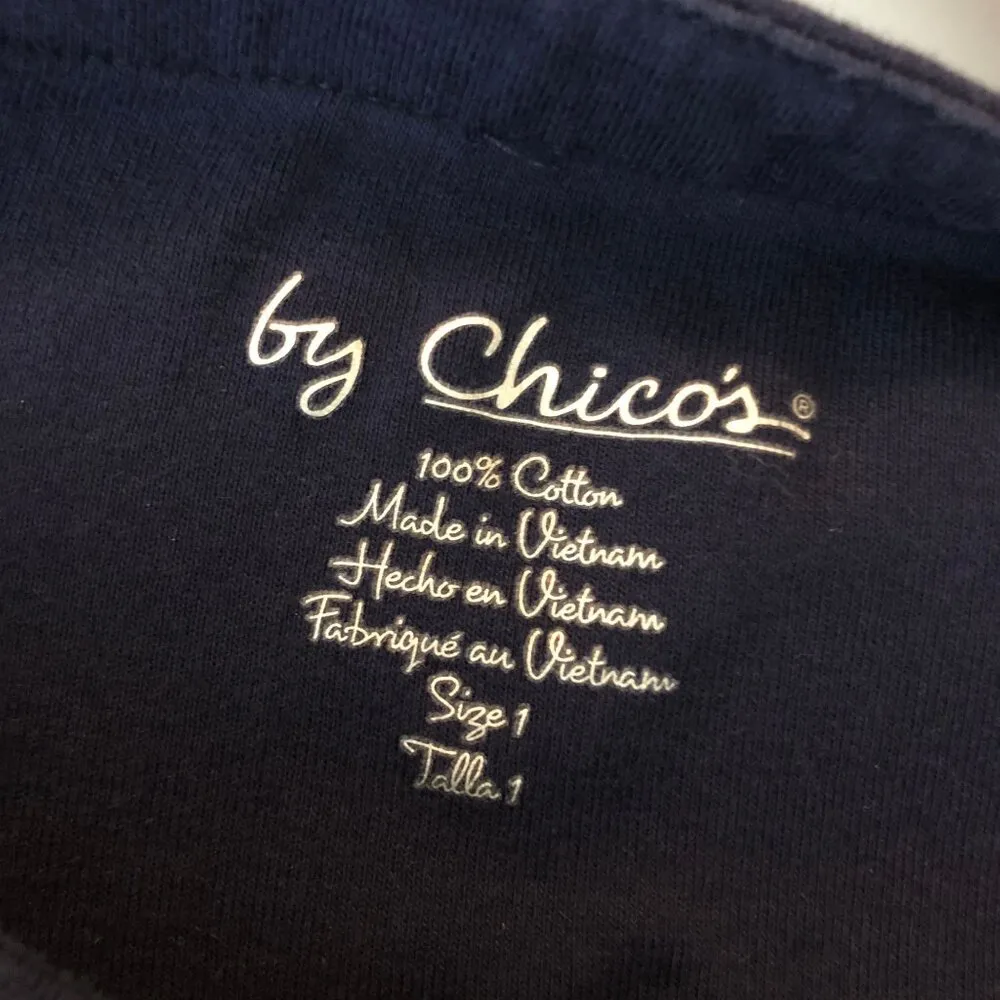 by Chico's®
100% Cotton
Made in Vietnam
Hecho en Vietnam
Fabriqué au Vietnam
Size 1
Talla 1